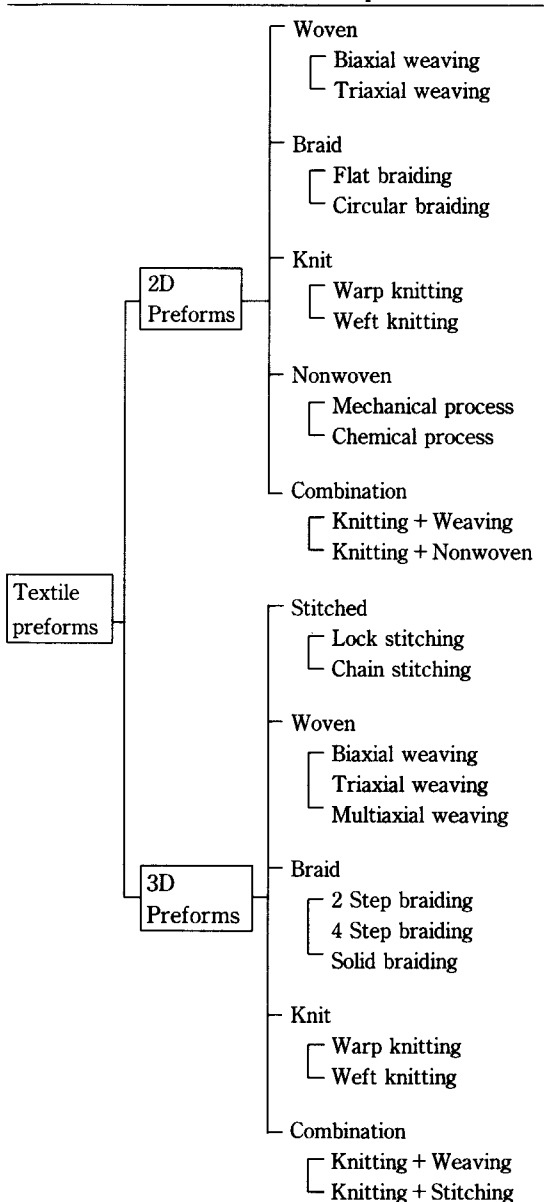 Woven
Biaxial weaving
Triaxial weaving
Braid
Flat braiding
Circular braiding
2D
Preforms
Knit
Warp knitting
Weft knitting
Nonwoven
Mechanical process
Chemical process
Combination
Knitting + Weaving
Knitting + Nonwoven
Textile
preforms
Stitched
Lock stitching
Chain stitching
Woven
Biaxial weaving
Triaxial weaving
Multiaxial weaving
3D
Preforms
Braid
2 Step braiding
4 Step braiding
Solid braiding
Knit
Warp knitting
Weft knitting
Combination
Knitting + Weaving
Knitting + Stitching